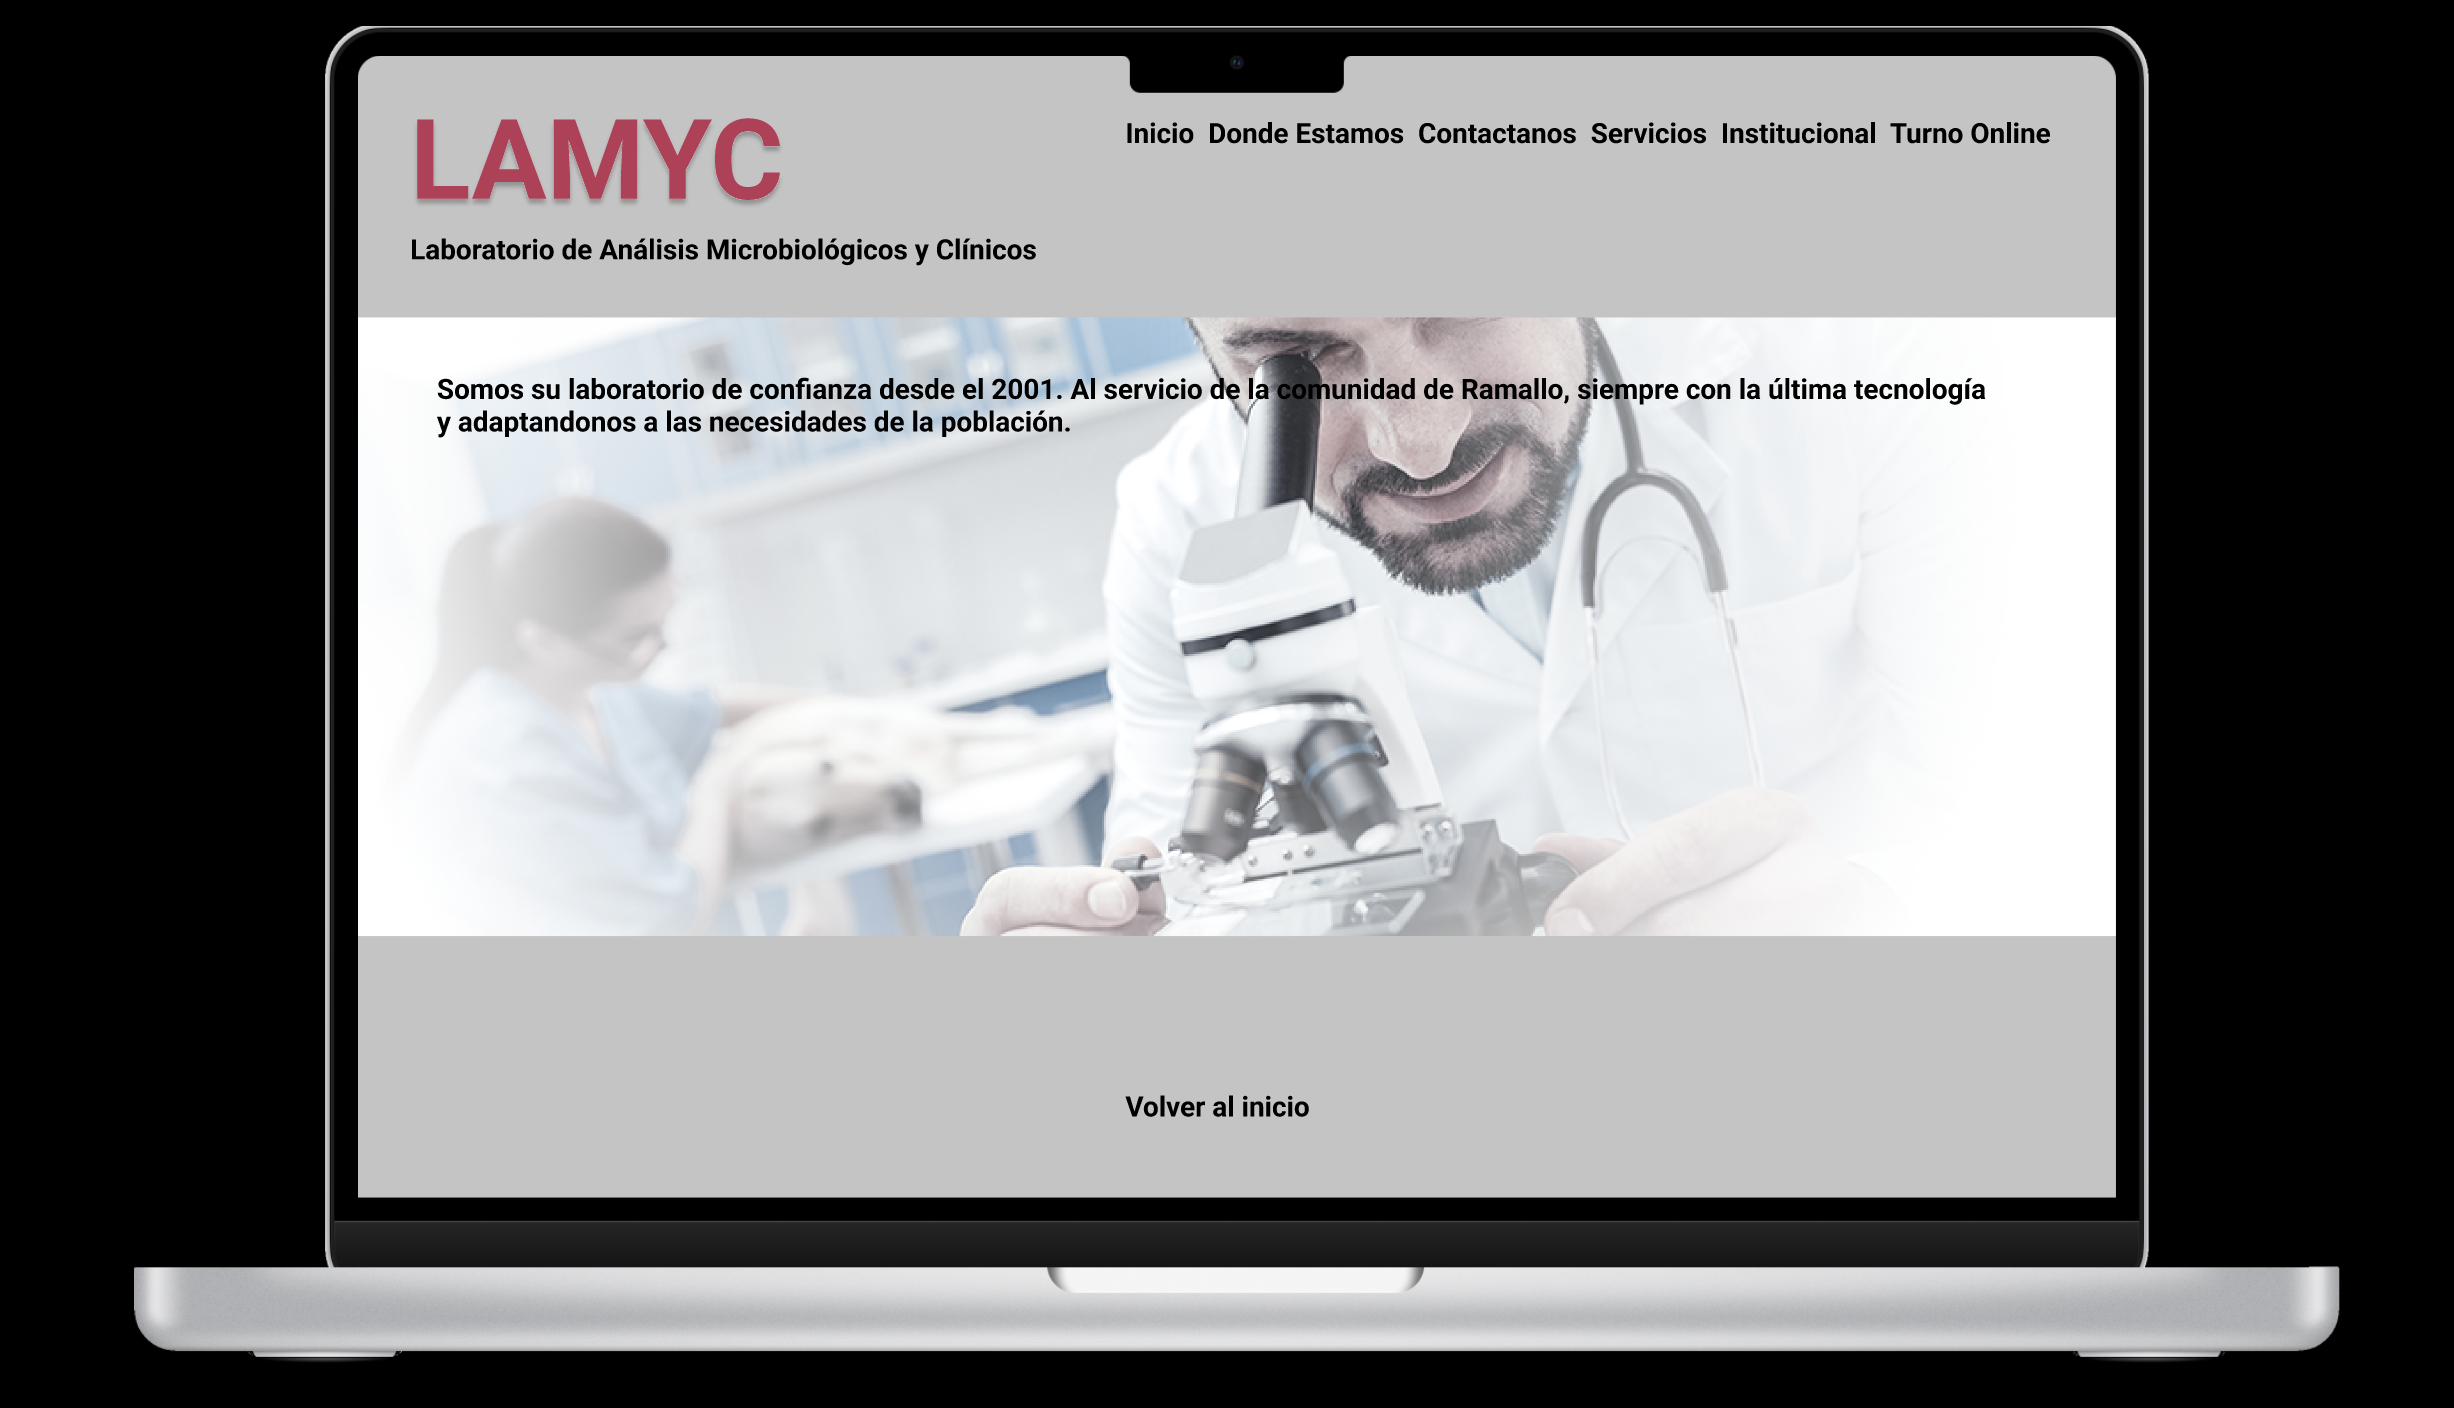 LAMYC
Inicio Donde Estamos Contactanos Servicios Institucional Turno Online
Laboratorio de Análisis Microbiológicos y Clínicos
Somos su laboratorio de confianza desde el 2001. Al servicio de la comunidad de Ramallo, siempre con la última tecnología
y adaptandonos a las necesidades de la población.
Volver al inicio